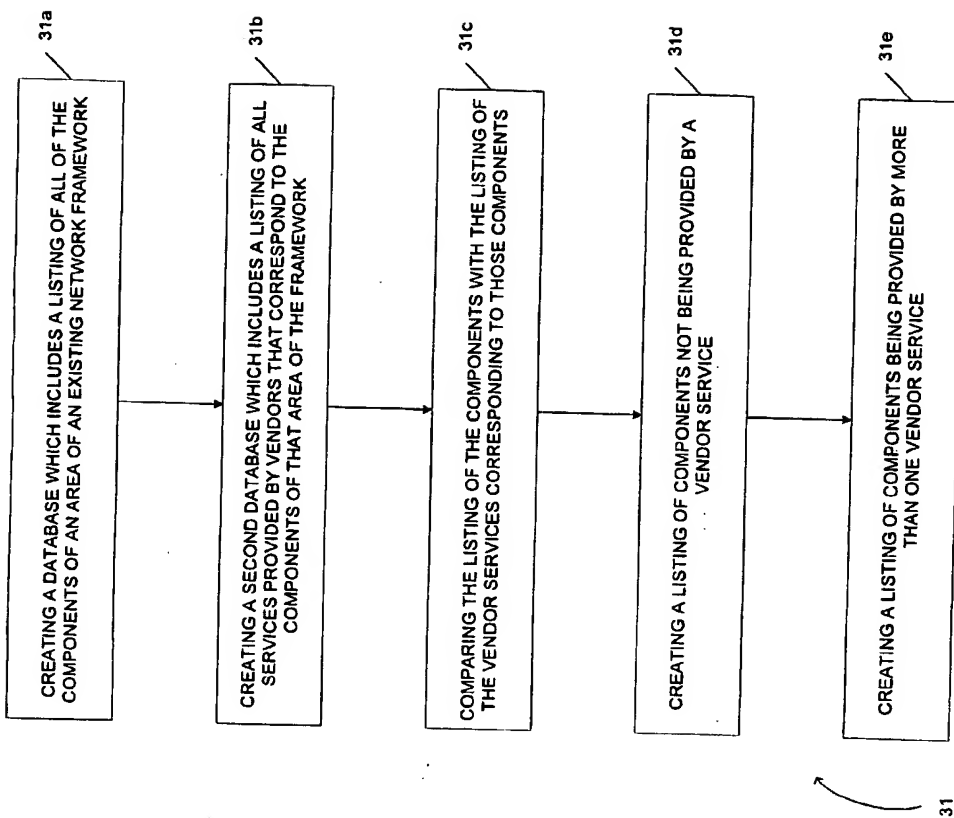 31a
CREATING A DATABASE WHICH INCLUDES A LISTING OF ALL OF THE
COMPONENTS OF AN AREA OF AN EXISTING NETWORK FRAMEWORK
31b
CREATING A SECOND DATABASE WHICH INCLUDES A LISTING OF ALL
SERVICES PROVIDED BY VENDORS THAT CORRESPOND TO THE
COMPONENTS OF THAT AREA OF THE FRAMEWORK
31c
COMPARING THE LISTING OF THE COMPONENTS WITH THE LISTING OF
THE VENDOR SERVICES CORRESPONDING TO THOSE COMPONENTS
31d
CREATING A LISTING OF COMPONENTS NOT BEING PROVIDED BY A
VENDOR SERVICE
31e
CREATING A LISTING OF COMPONENTS BEING PROVIDED BY MORE
THAN ONE VENDOR SERVICE
31